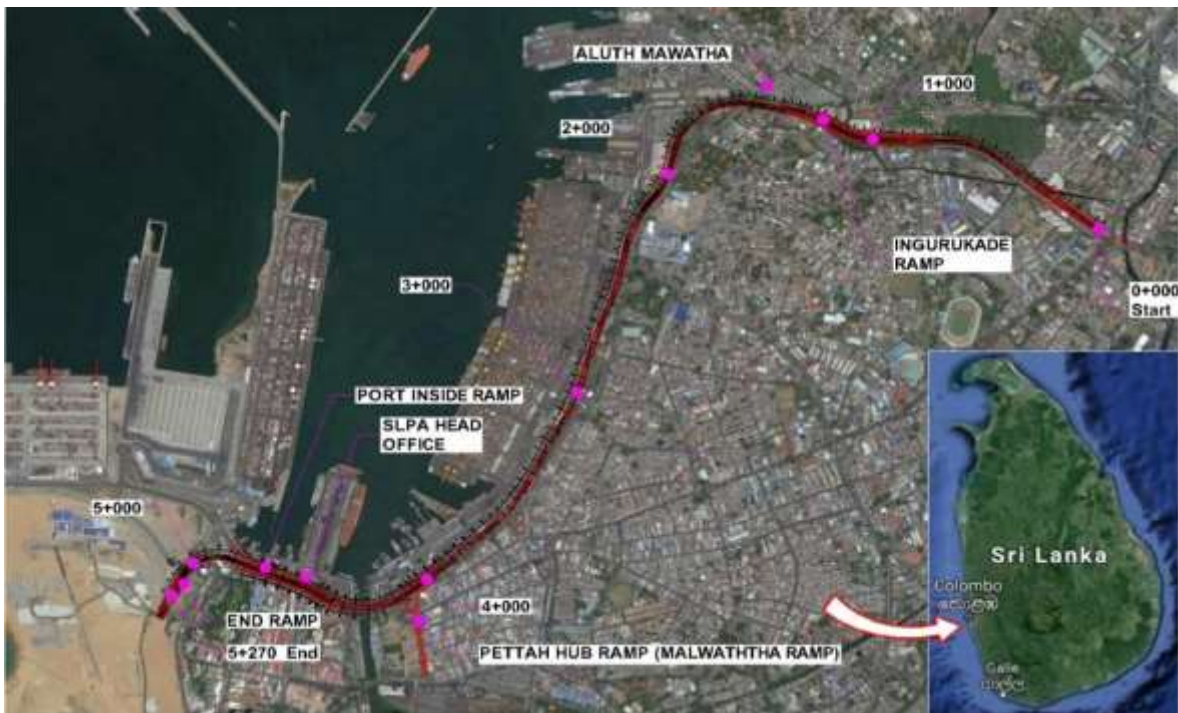 ALUTH MAWATHA
1+000
2+000
INGURUKADE
RAMP
0+000
Start
3+000
PORT INSIDE RAMP
SLPA HEAD
OFFICE
5+000
END RAMP
5+270 End
4+000
PETTAH HUB RAMP (MALWATHTHA RAMP)
Sri Lanka
Colombo
Galle